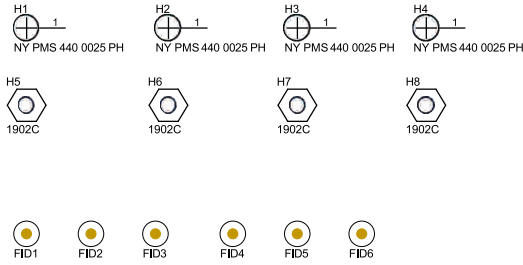 H1 H2 H3 H4
1 1 1 1
NY PMS 440 0025 PH NY PMS 440 0025 PH NY PMS 440 0025 PH NY PMS 440 0025 PH
H5 H6 H7 H8
1902C 1902C 1902C 1902C
FID1 FID2 FID3 FID4 FID5 FID6